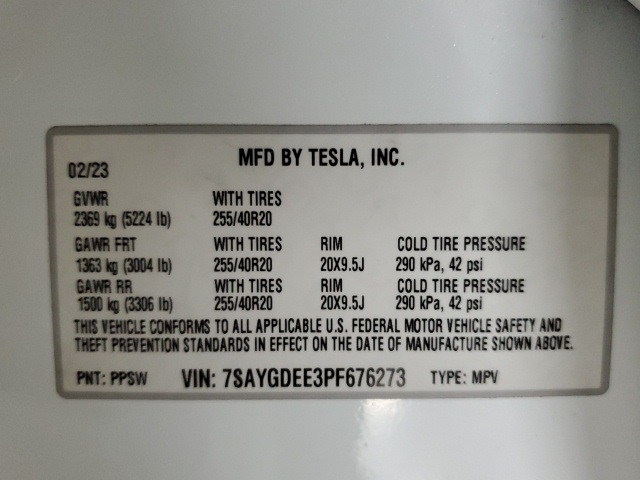 MFD BY TESLA, INC.
02/23
GVWR WITH TIRES
2369 kg (5224 lb) 255/40R20
GAWR FRT WITH TIRES RIM COLD TIRE PRESSURE
1363 kg (3004 lb) 255/40R20 20X9.5J 290 kPa, 42 psi
GAWR RR WITH TIRES RIM COLD TIRE PRESSURE
1500 kg (3306 lb) 255/40R20 20X9.5J 290 kPa, 42 psi
THIS VEHICLE CONFORMS TO ALL APPLICABLE U.S. FEDERAL MOTOR VEHICLE SAFETY AND
THEFT PREVENTION STANDARDS IN EFFECT ON THE DATE OF MANUFACTURE SHOWN ABOVE.
PNT: PPSW VIN: 7SAYGDEE3PF676273 TYPE: MPV